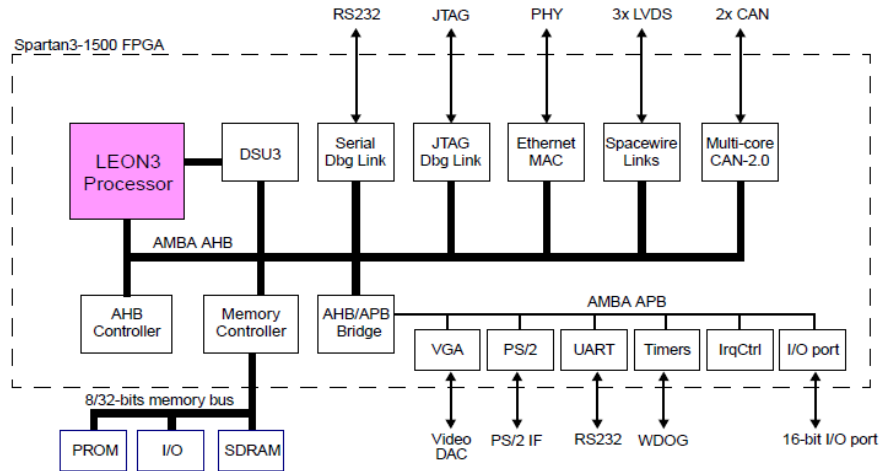 RS232
JTAG
PHY
3x LVDS
2x CAN
Spartan3-1500 FPGA
LEON3
Processor
DSU3
Serial
Dbg Link
JTAG
Dbg Link
Ethernet
MAC
Spacewire
Links
Multi-core
CAN-2.0
AMBA AHB
AHB
Controller
Memory
Controller
AHB/APB
Bridge
AMBA APB
VGA
PS/2
UART
Timers
IrqCtrl
I/O port
8/32-bits memory bus
PROM
I/O
SDRAM
Video
DAC
PS/2 IF
RS232
WDOG
16-bit I/O port